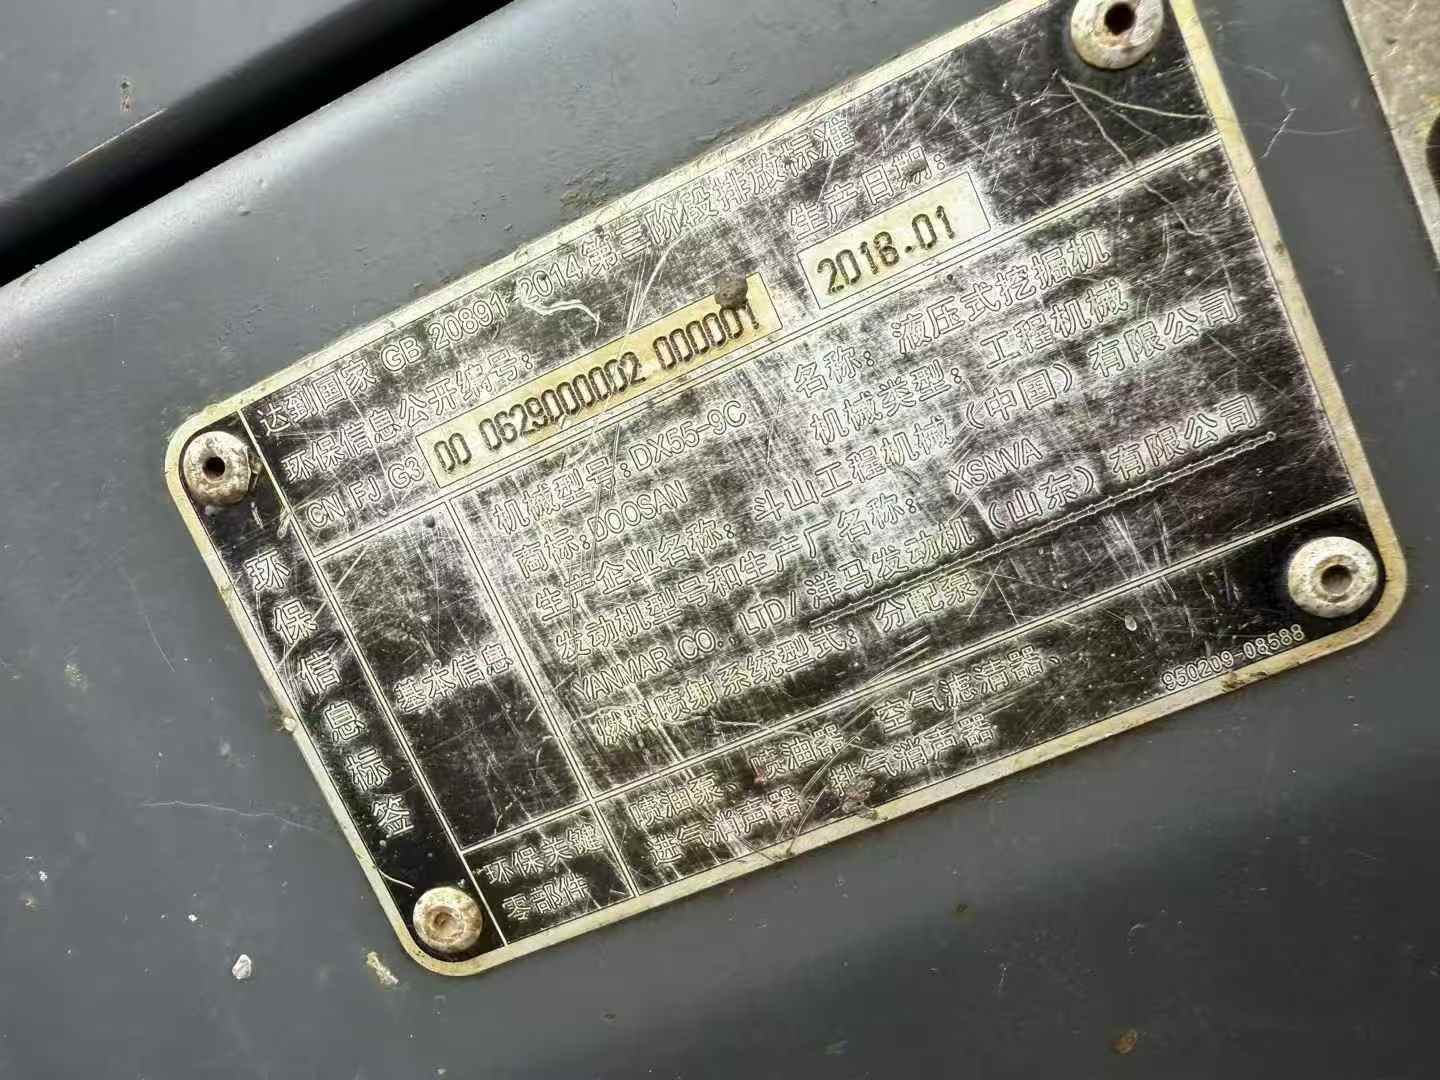 达到国家 GB 20891-2014第三阶段排放标准
环保信息公开编号:
生产日期:
CN FJ G3
00 0629000002 000001
2018.01
环保信息标签
基本信息
机械型号:DX55-9C
名称: 液压式挖掘机
商标:DOOSAN
机械类型: 工程机械
生产企业名称: 斗山工程机械（中国）有限公司
发动机型号和生产厂名称: XSNVA
YANMAR CO. LTD/洋马发动机（山东）有限公司
燃料喷射系统型式: 分配泵
环保关键
零部件
喷油泵、喷油器、空气滤清器、
进气消声器、排气消声器
950209-08588